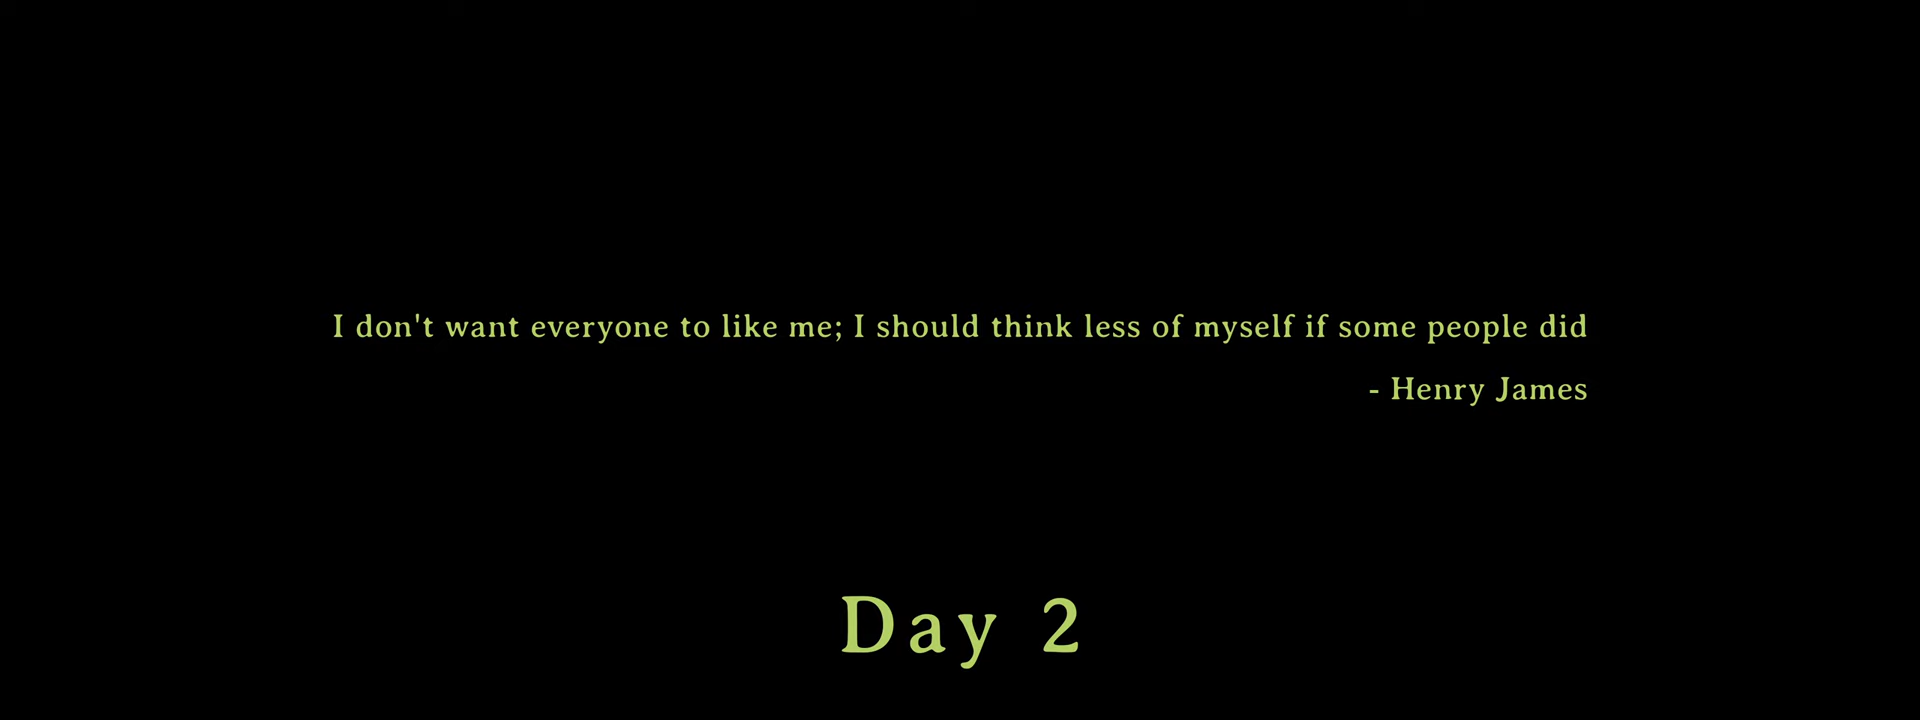 I don't want everyone to like me; I should think less of myself if some people did
- Henry James
Day 2